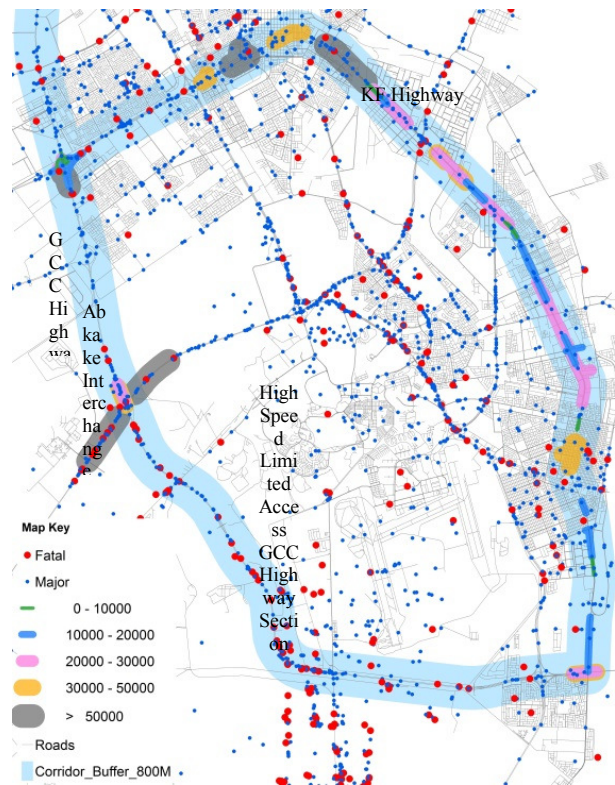 KF Highway
G
C
C
Hi
gh
wa
Ab
ka
ke
Int
erc
ha
ng
e
High
Spee
d
Limi
ted
Acce
ss
GCC
High
way
Secti
on
Map Key
Fatal
Major
0 - 10000
10000 - 20000
20000 - 30000
30000 - 50000
> 50000
Roads
Corridor_Buffer_800M